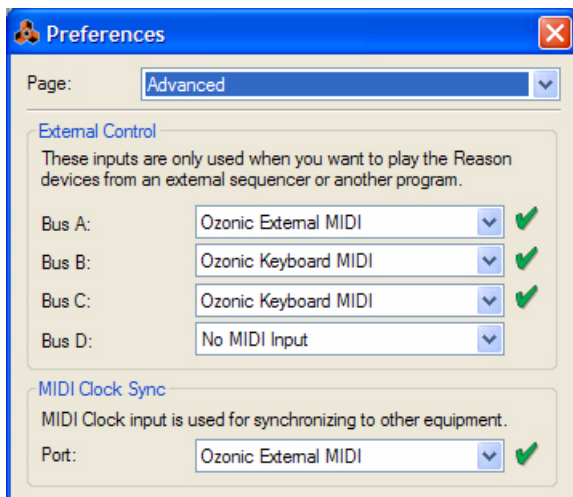 Preferences
Page: Advanced
External Control
These inputs are only used when you want to play the Reason
devices from an external sequencer or another program.
Bus A: Ozonic External MIDI
Bus B: Ozonic Keyboard MIDI
Bus C: Ozonic Keyboard MIDI
Bus D: No MIDI Input
MIDI Clock Sync
MIDI Clock input is used for synchronizing to other equipment.
Port: Ozonic External MIDI